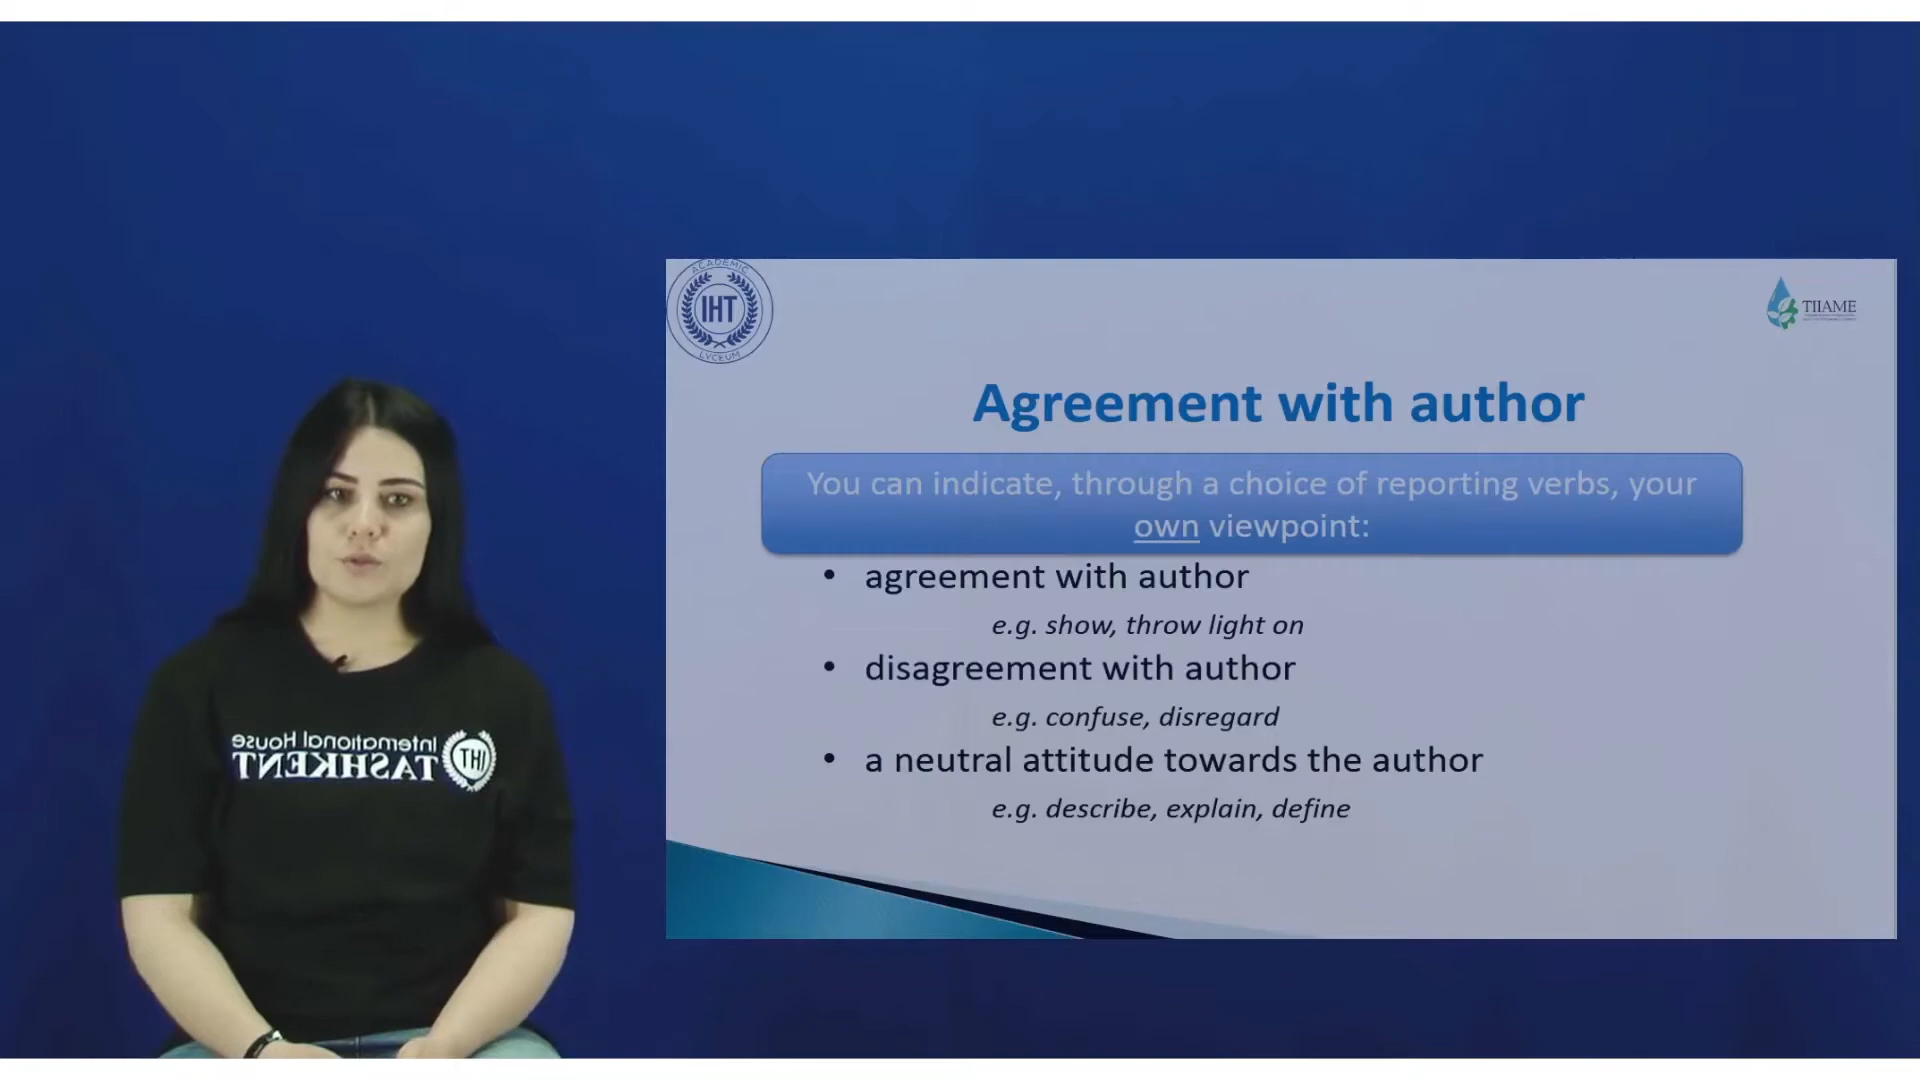 ACADEMIC
IHT
LYCEUM
TIIAME
Agreement with author
You can indicate, through a choice of reporting verbs, your
own viewpoint:
• agreement with author
e.g. show, throw light on
• disagreement with author
e.g. confuse, disregard
• a neutral attitude towards the author
e.g. describe, explain, define
International House
TASHKENT
IHT